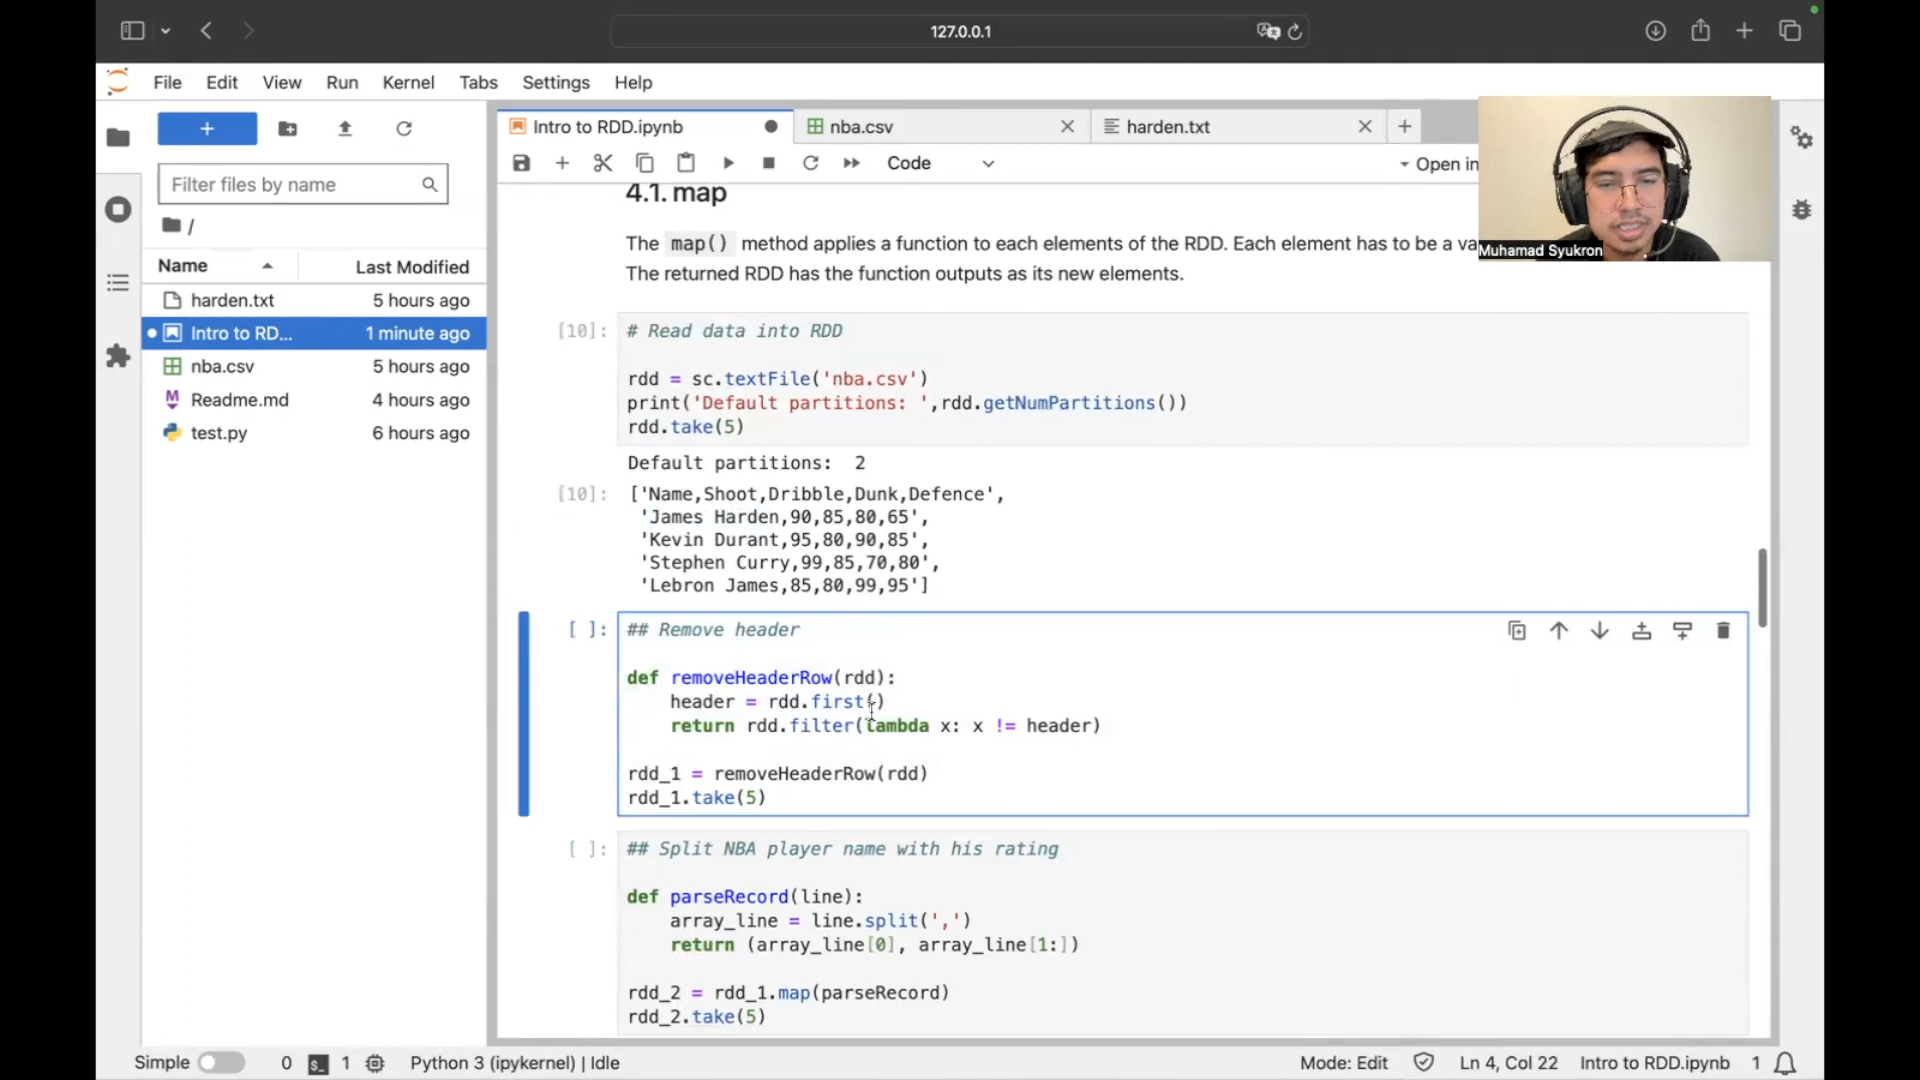 127.0.0.1
File Edit View Run Kernel Tabs Settings Help
Intro to RDD.ipynb
nba.csv
harden.txt
Filter files by name
/
Name Last Modified
harden.txt 5 hours ago
Intro to RD... 1 minute ago
nba.csv 5 hours ago
Readme.md 4 hours ago
test.py 6 hours ago
Code
Open in
Muhamad Syukron
4.1. map
The map() method applies a function to each elements of the RDD. Each element has to be a va
The returned RDD has the function outputs as its new elements.
[10]: # Read data into RDD
rdd = sc.textFile('nba.csv')
print('Default partitions: ',rdd.getNumPartitions())
rdd.take(5)
Default partitions:  2
[10]: ['Name,Shoot,Dribble,Dunk,Defence',
'James Harden,90,85,80,65',
'Kevin Durant,95,80,90,85',
'Stephen Curry,99,85,70,80',
'Lebron James,85,80,99,95']
[ ]: ## Remove header
def removeHeaderRow(rdd):
header = rdd.first()
return rdd.filter(lambda x: x != header)
rdd_1 = removeHeaderRow(rdd)
rdd_1.take(5)
[ ]: ## Split NBA player name with his rating
def parseRecord(line):
array_line = line.split(',')
return (array_line[0], array_line[1:])
rdd_2 = rdd_1.map(parseRecord)
rdd_2.take(5)
Simple 0 1 Python 3 (ipykernel) | Idle Mode: Edit Ln 4, Col 22 Intro to RDD.ipynb 1